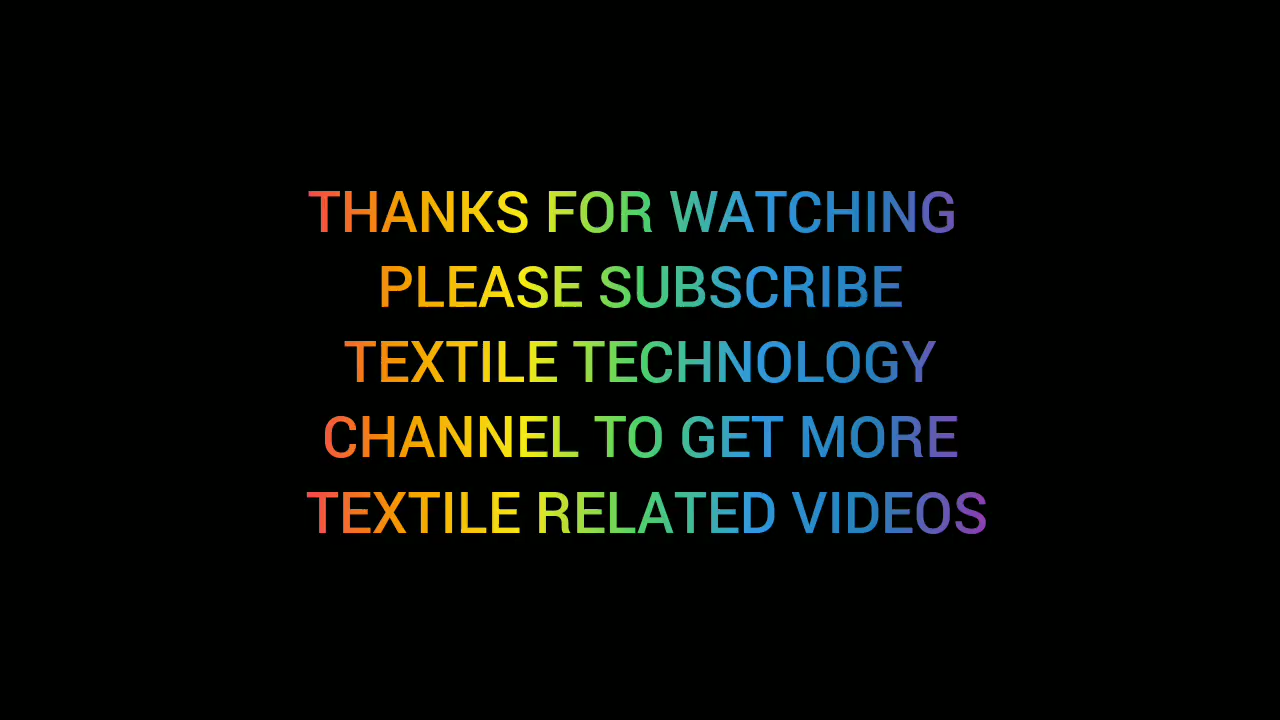 THANKS FOR WATCHING
PLEASE SUBSCRIBE
TEXTILE TECHNOLOGY
CHANNEL TO GET MORE
TEXTILE RELATED VIDEOS